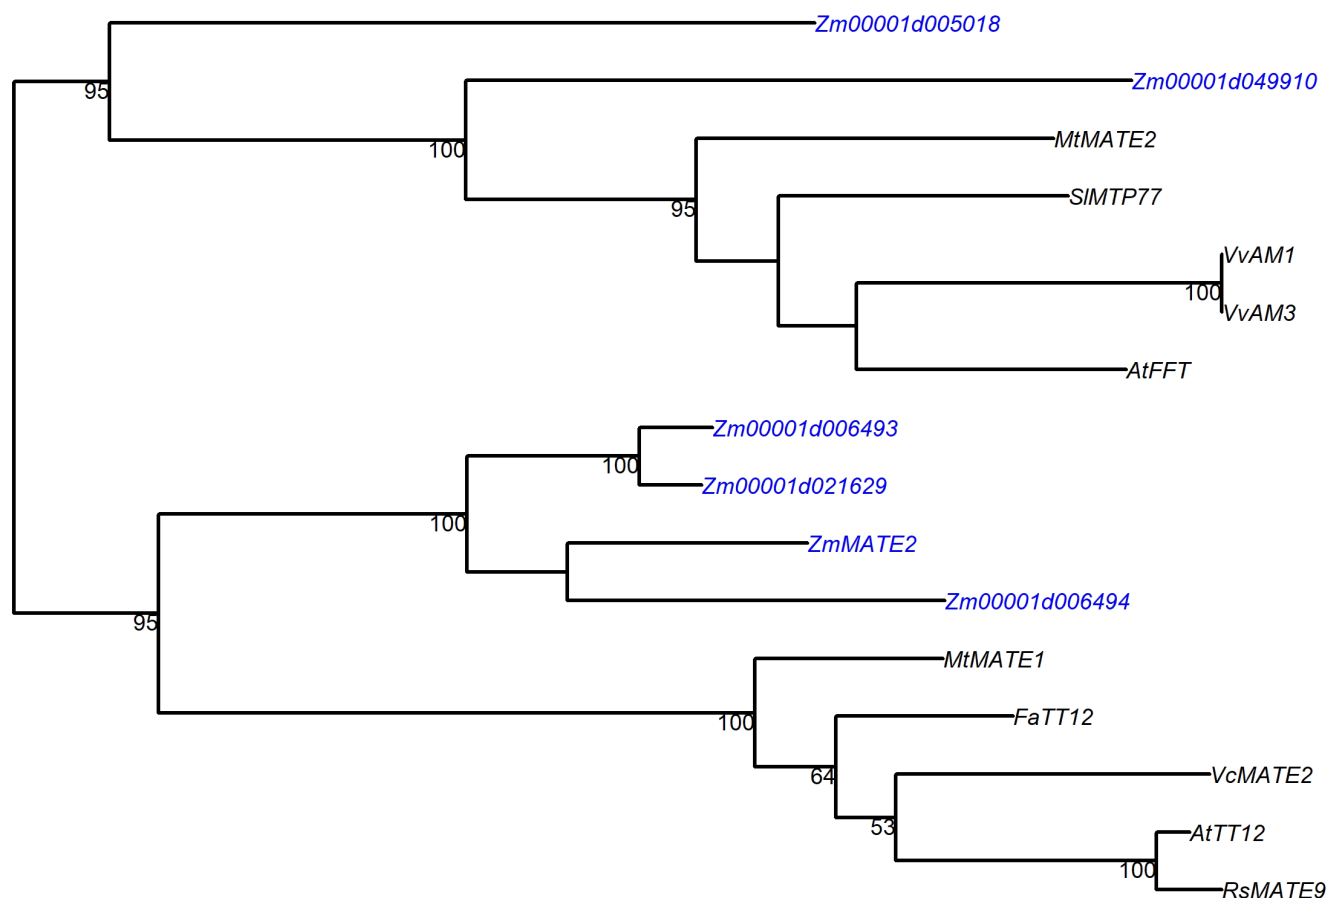 Zm00001d005018
Zm00001d049910
95
MtMATE2
100
SlMTP77
95
VvAM1
100
VvAM3
AtFFT
Zm00001d006493
100
Zm00001d021629
100
ZmMATE2
Zm00001d006494
95
MtMATE1
FaTT12
100
VcMATE2
64
53
AtTT12
100
RsMATE9